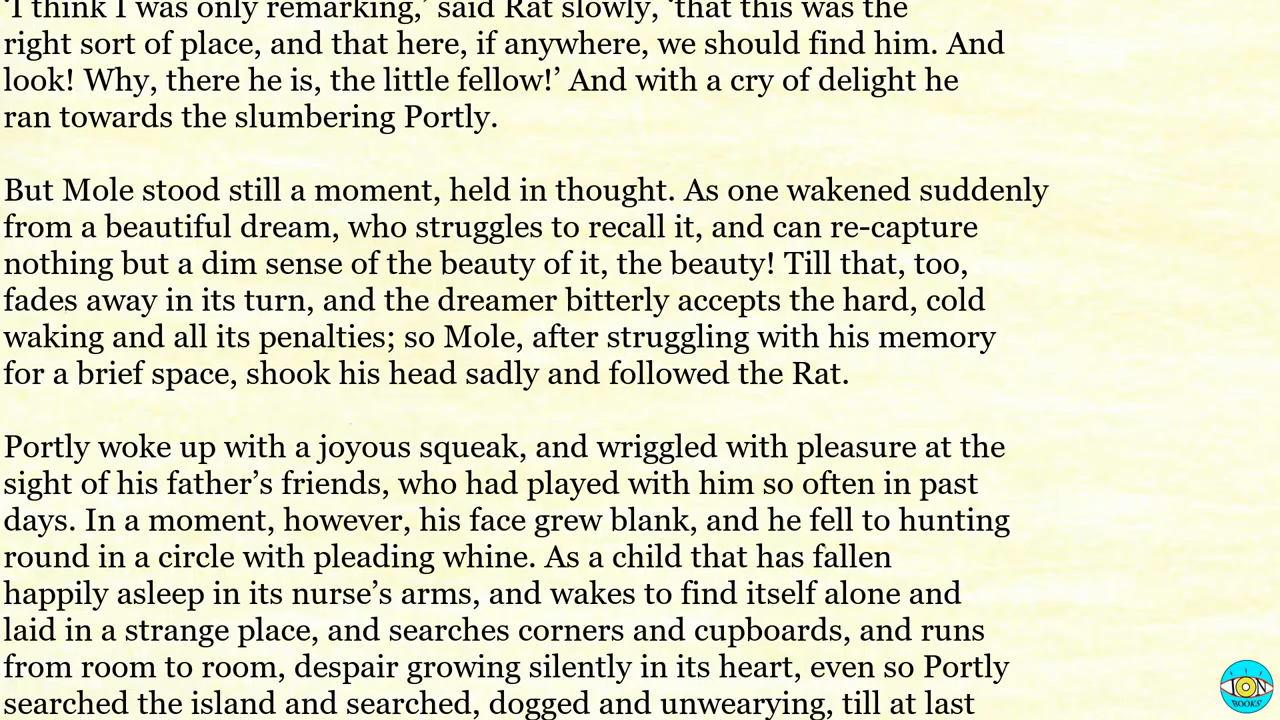 ‘I think I was only remarking,’ said Rat slowly, ‘that this was the
right sort of place, and that here, if anywhere, we should find him. And
look! Why, there he is, the little fellow!’ And with a cry of delight he
ran towards the slumbering Portly.
But Mole stood still a moment, held in thought. As one wakened suddenly
from a beautiful dream, who struggles to recall it, and can re-capture
nothing but a dim sense of the beauty of it, the beauty! Till that, too,
fades away in its turn, and the dreamer bitterly accepts the hard, cold
waking and all its penalties; so Mole, after struggling with his memory
for a brief space, shook his head sadly and followed the Rat.
Portly woke up with a joyous squeak, and wriggled with pleasure at the
sight of his father’s friends, who had played with him so often in past
days. In a moment, however, his face grew blank, and he fell to hunting
round in a circle with pleading whine. As a child that has fallen
happily asleep in its nurse’s arms, and wakes to find itself alone and
laid in a strange place, and searches corners and cupboards, and runs
from room to room, despair growing silently in its heart, even so Portly
searched the island and searched, dogged and unwearying, till at last
ION
BOOKS